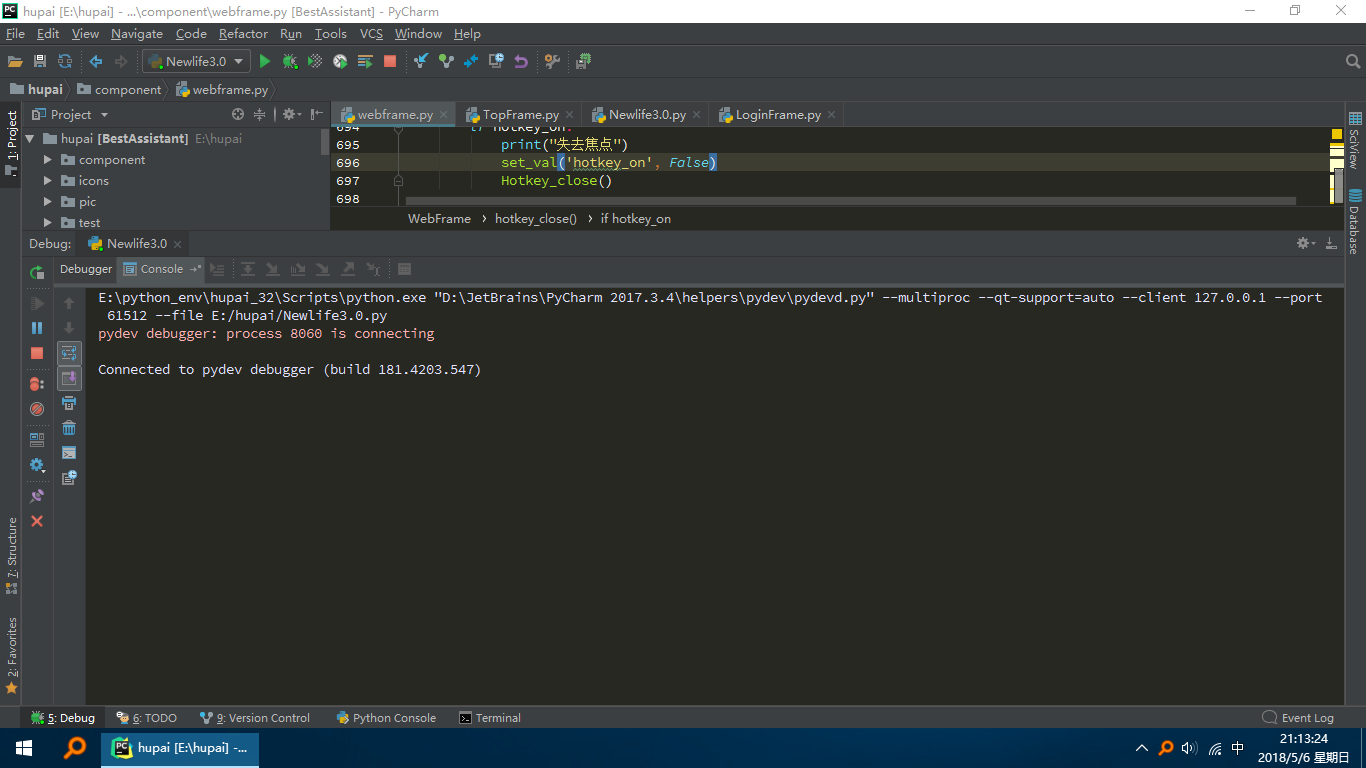 hupai [E:\hupai] - ...\component\webframe.py [BestAssistant] - PyCharm
File Edit View Navigate Code Refactor Run Tools VCS Window Help
Newlife3.0
hupai component webframe.py
1: Project
Project
webframe.py TopFrame.py Newlife3.0.py LoginFrame.py
hupai [BestAssistant] E:\hupai
component
icons
pic
test
694 if hotkey_on:
695 print("失去焦点")
696 set_val('hotkey_on', False)
697 Hotkey_close()
698
WebFrame hotkey_close() if hotkey_on
SciView
Database
Debug: Newlife3.0
Debugger Console
E:\python_env\hupai_32\Scripts\python.exe "D:\JetBrains\PyCharm 2017.3.4\helpers\pydev\pydevd.py" --multiproc --qt-support=auto --client 127.0.0.1 --port
61512 --file E:/hupai/Newlife3.0.py
pydev debugger: process 8060 is connecting
Connected to pydev debugger (build 181.4203.547)
7: Structure
2: Favorites
5: Debug 6: TODO 9: Version Control Python Console Terminal Event Log
hupai [E:\hupai] -...
中
21:13:24
2018/5/6 星期日